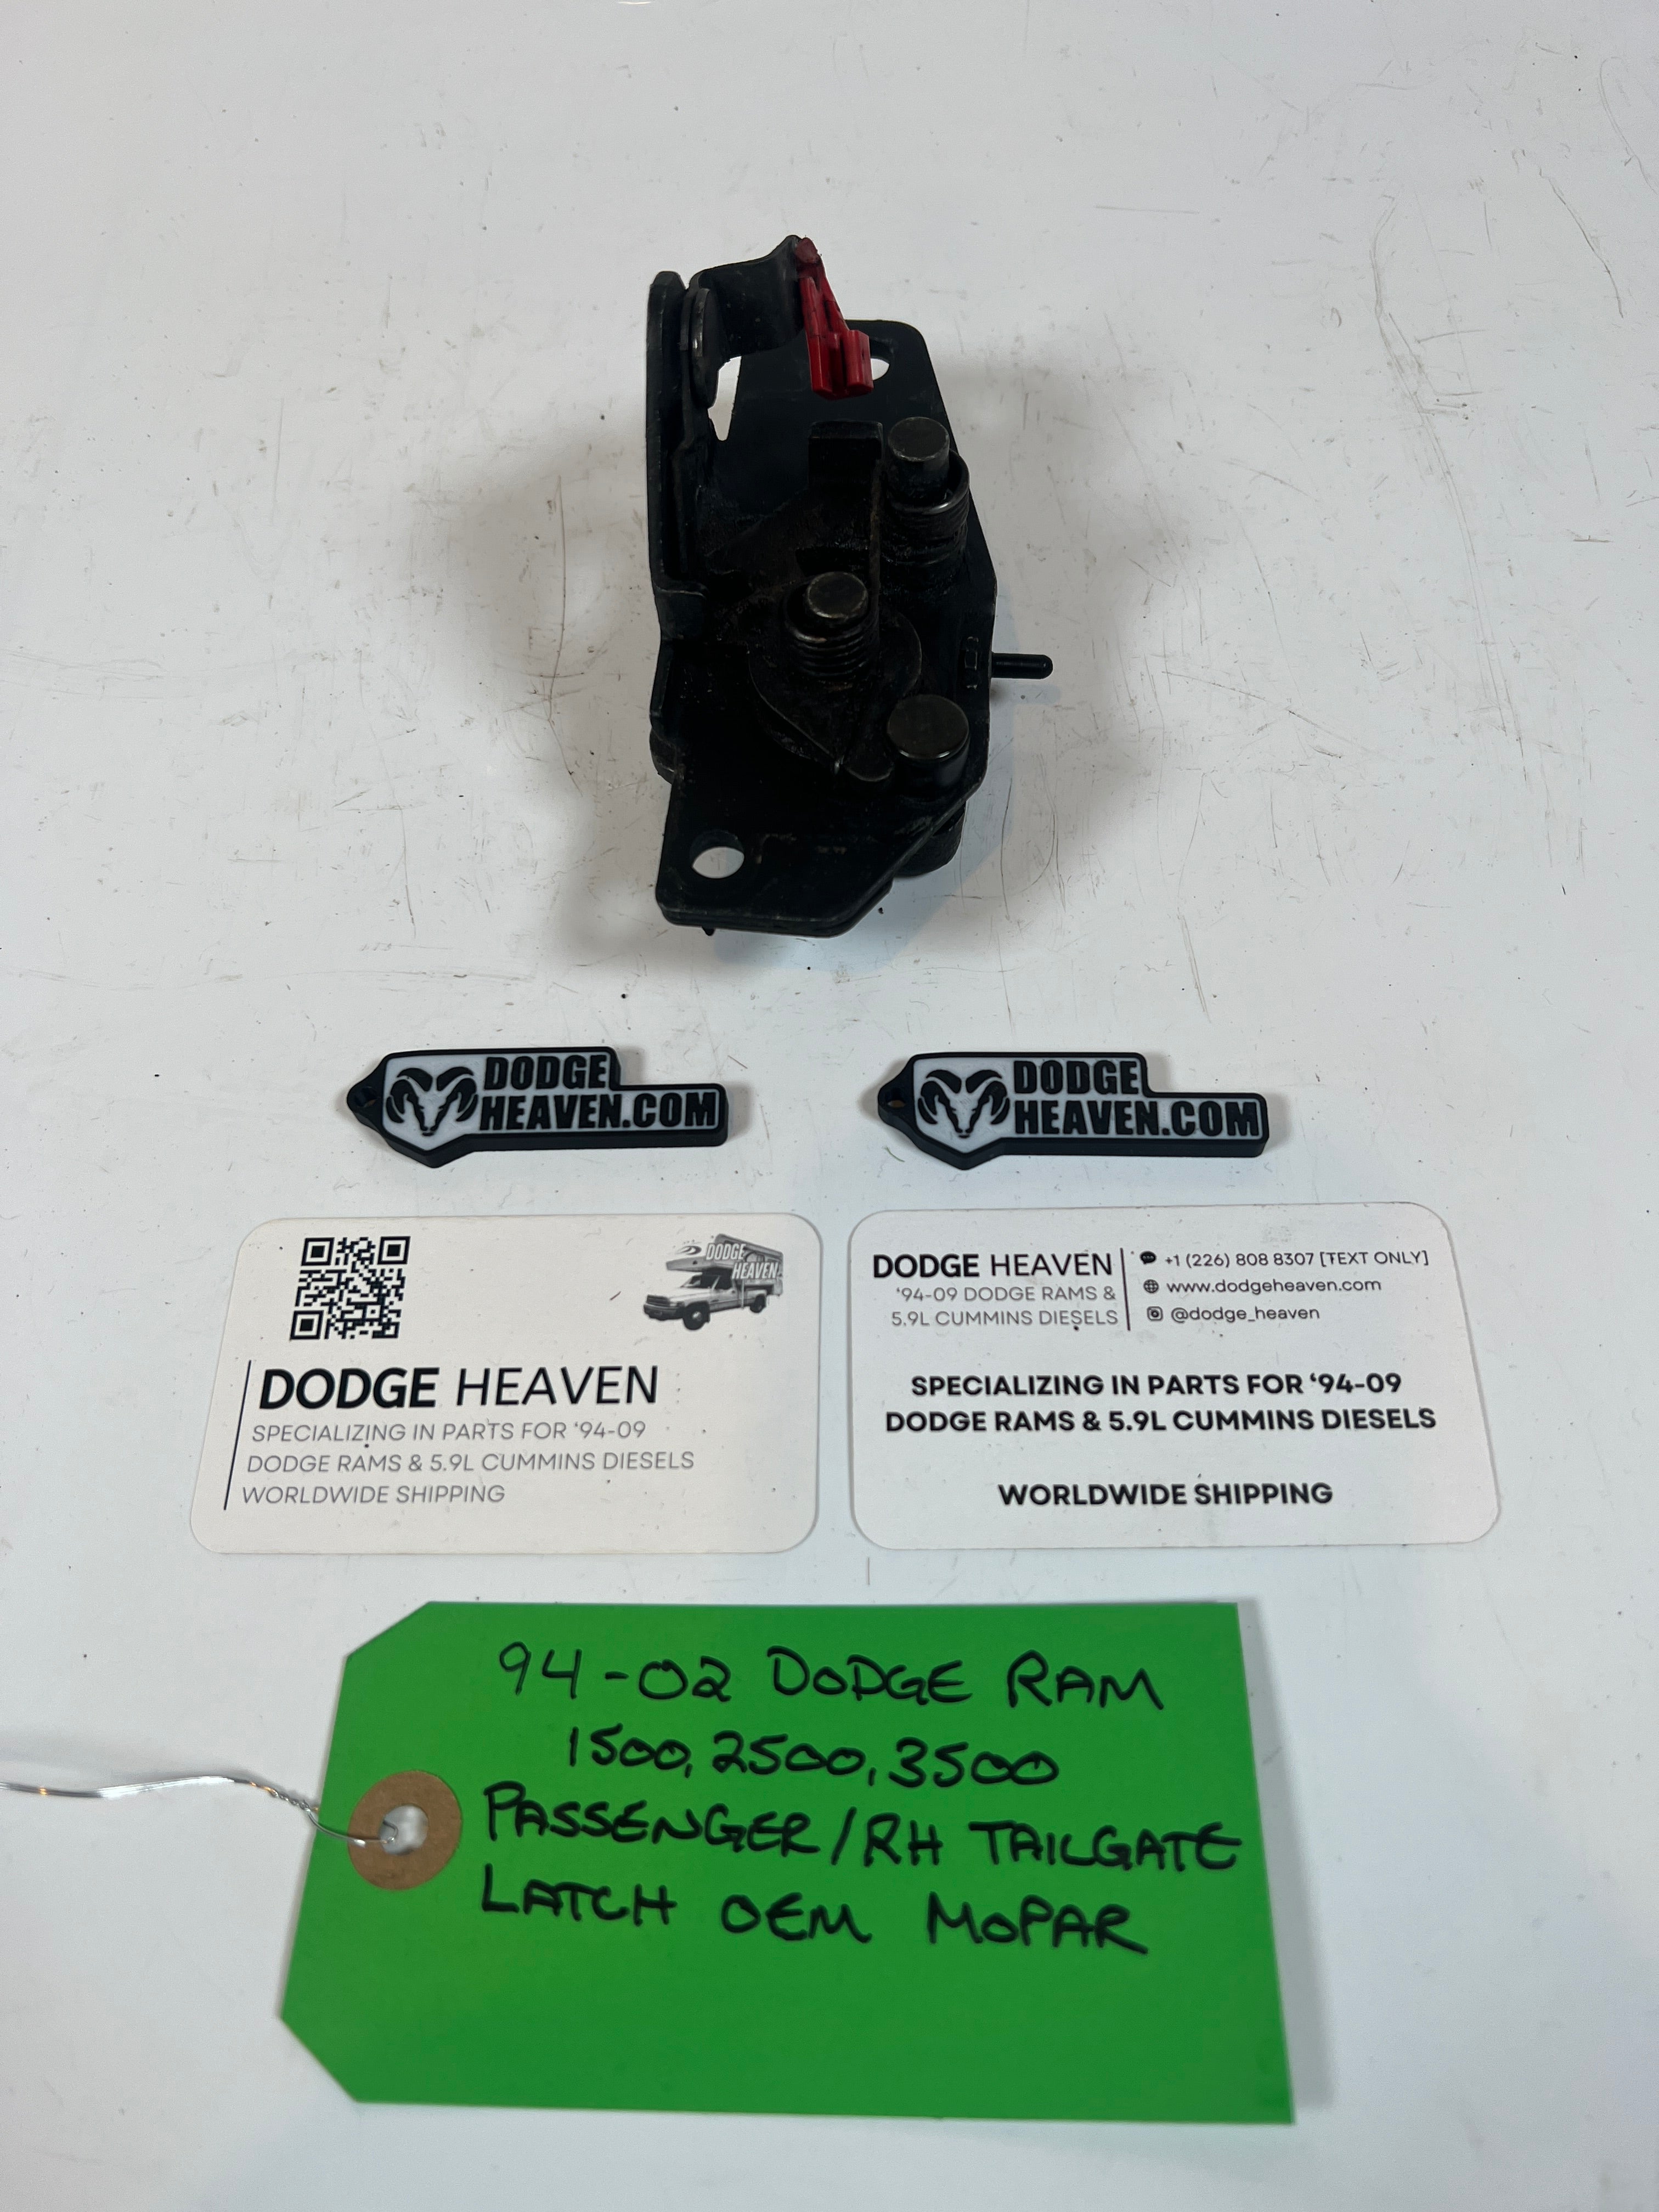 DODGE
HEAVEN.COM
DODGE
HEAVEN.COM
DODGE
HEAVEN
DODGE HEAVEN
SPECIALIZING IN PARTS FOR ‘94-09
DODGE RAMS & 5.9L CUMMINS DIESELS
WORLDWIDE SHIPPING
DODGE HEAVEN
‘94-09 DODGE RAMS &
5.9L CUMMINS DIESELS
+1 (226) 808 8307 [TEXT ONLY]
www.dodgeheaven.com
@dodge_heaven
SPECIALIZING IN PARTS FOR ‘94-09
DODGE RAMS & 5.9L CUMMINS DIESELS
WORLDWIDE SHIPPING
94-02 DODGE RAM
1500, 2500, 3500
PASSENGER/RH TAILGATE
LATCH OEM MOPAR